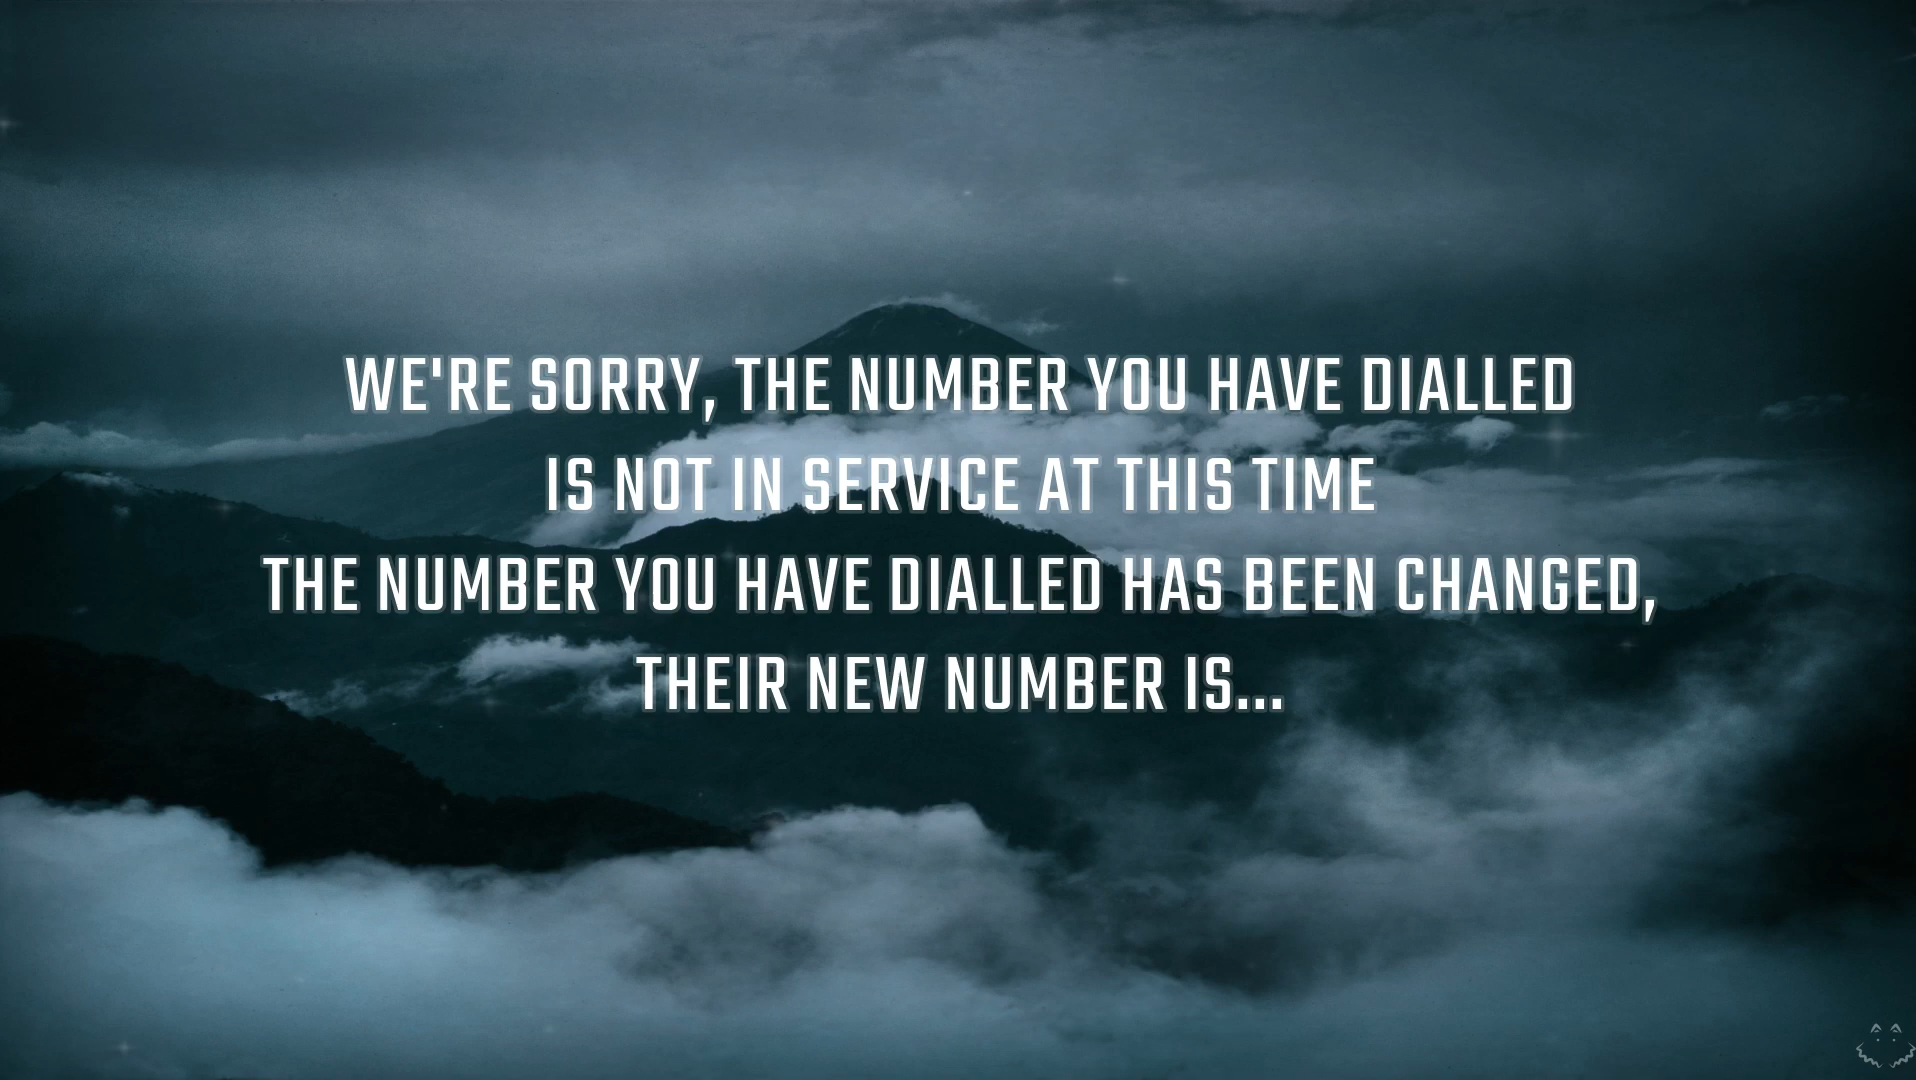 WE'RE SORRY, THE NUMBER YOU HAVE DIALLED
IS NOT IN SERVICE AT THIS TIME
THE NUMBER YOU HAVE DIALLED HAS BEEN CHANGED,
THEIR NEW NUMBER IS...